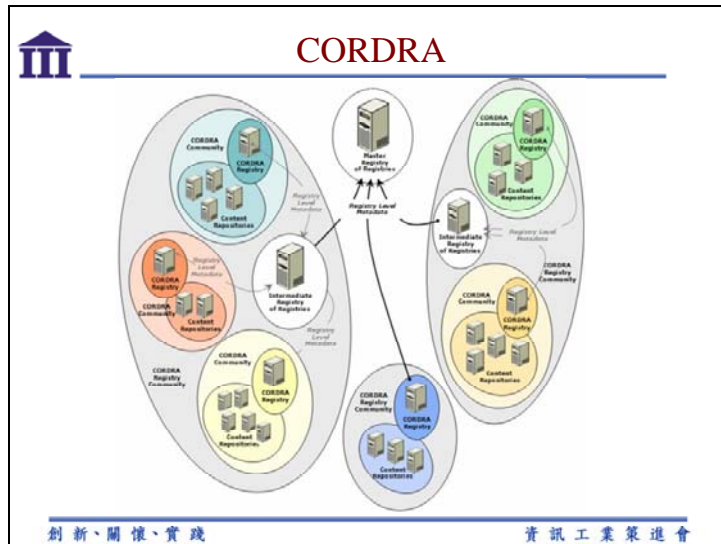 CORDRA
CORDRA
Community
CORDRA
Registry
Content
Repositories
Registry
Level
Metadata
CORDRA
Registry
CORDRA
Community
Content
Repositories
Registry
Level
Metadata
Intermediate
Registry
of Registries
Registry
Level
Metadata
CORDRA
Registry
Community
CORDRA
Community
CORDRA
Registry
Content
Repositories
Master
Registry
of Registries
Registry Level
Metadata
CORDRA
Registry
Community
CORDRA
Registry
Content
Repositories
CORDRA
Community
CORDRA
Registry
Content
Repositories
Intermediate
Registry
of Registries
Registry Level
Metadata
CORDRA
Registry
Community
CORDRA
Community
CORDRA
Registry
Content
Repositories
創新、關懷、實踐
資訊工業策進會